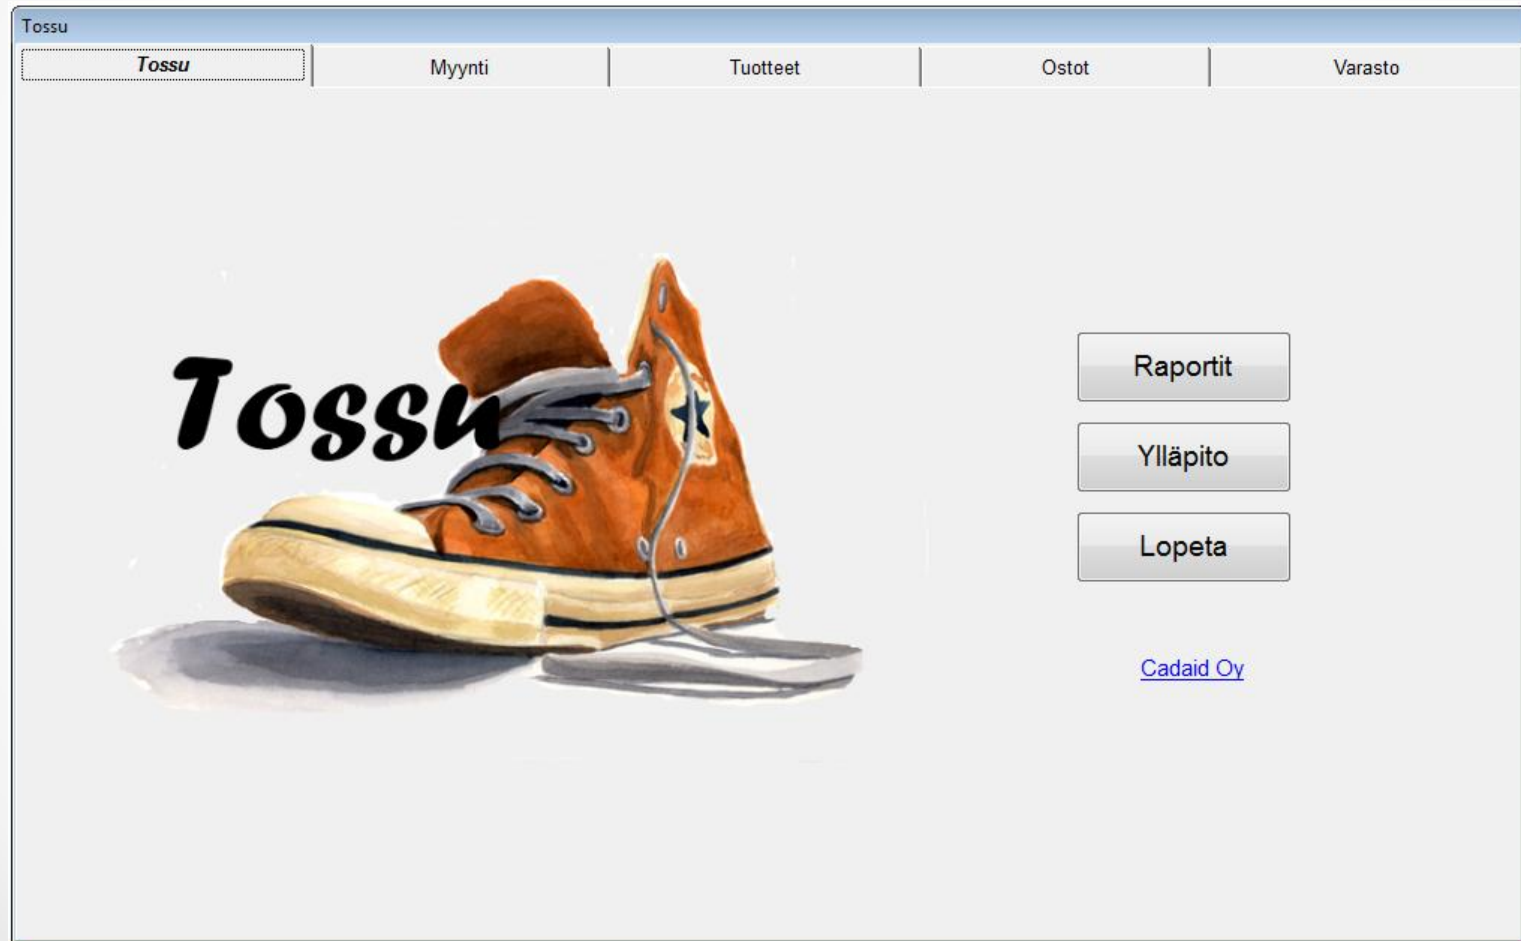 Tossu
Tossu Myynti Tuotteet Ostot Varasto
Tossu
Raportit
Ylläpito
Lopeta
Cadaid Oy